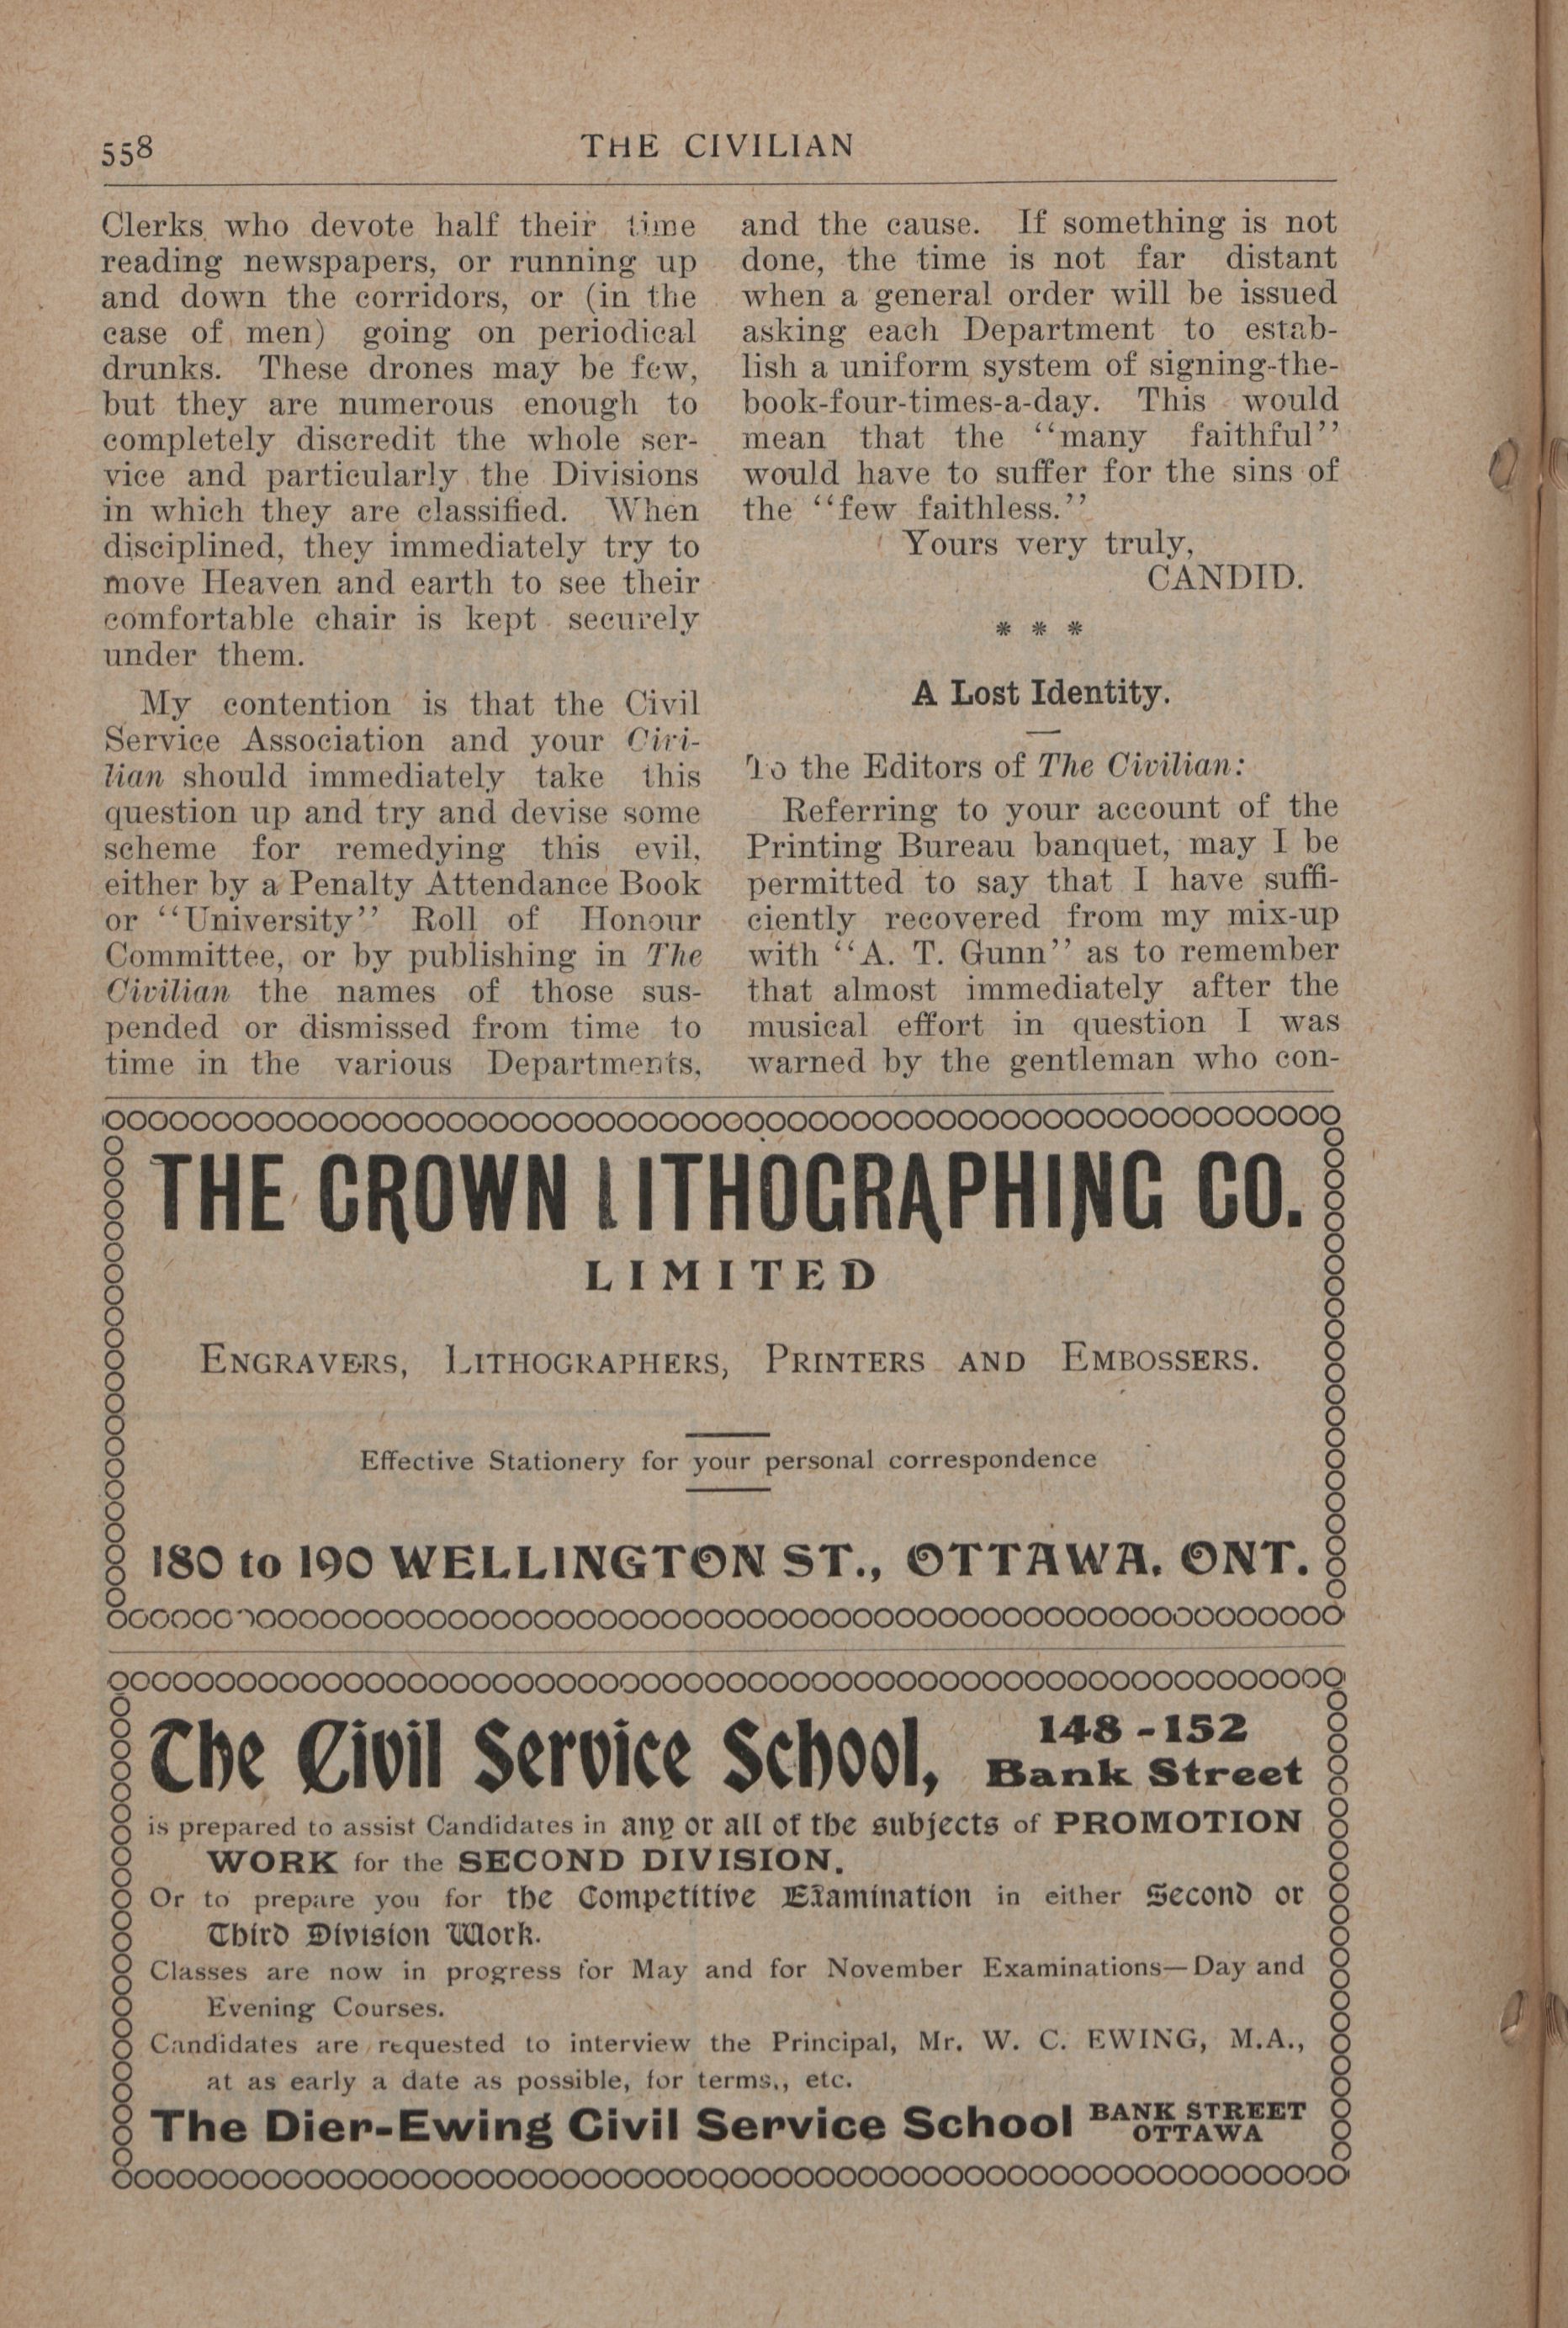 558
THE CIVILIAN
Clerks who devote half their time
reading newspapers, or running up
and down the corridors, or (in the
case of men) going on periodical
drunks. These drones may be few,
but they are numerous enough to
completely discredit the whole ser-
vice and particularly the Divisions
in which they are classified. When
disciplined, they immediately try to
move Heaven and earth to see their
comfortable chair is kept securely
under them.
My contention is that the Civil
Service Association and your Civi-
lian should immediately take this
question up and try and devise some
scheme for remedying this evil,
either by a Penalty Attendance Book
or "University" Roll of Honour
Committee, or by publishing in The
Civilian the names of those sus-
pended or dismissed from time to
time in the various Departments,
and the cause. If something is not
done, the time is not far distant
when a general order will be issued
asking each Department to estab-
lish a uniform system of signing-the-
book-four-times-a-day. This would
mean that the "many faithful"
would have to suffer for the sins of
the "few faithless."
Yours very truly,
CANDID.
* * *
A Lost Identity.
To the Editors of The Civilian:
Referring to your account of the
Printing Bureau banquet, may I be
permitted to say that I have suffi-
ciently recovered from my mix-up
with "A. T. Gunn" as to remember
that almost immediately after the
musical effort in question I was
warned by the gentleman who con-
THE CROWN LITHOGRAPHING CO.
LIMITED
ENGRAVERS, LITHOGRAPHERS, PRINTERS AND EMBOSSERS.
Effective Stationery for your personal correspondence
180 to 190 WELLINGTON ST., OTTAWA. ONT.
The Civil Service School, 148-152
Bank Street
is prepared to assist Candidates in any or all of the subjects of PROMOTION
WORK for the SECOND DIVISION.
Or to prepare you for the Competitive Examination in either Second or
Third Division Work.
Classes are now in progress for May and for November Examinations—Day and
Evening Courses.
Candidates are requested to interview the Principal, Mr. W. C. EWING, M.A.,
at as early a date as possible, for terms,, etc.
The Dier-Ewing Civil Service School BANK STREET
OTTAWA